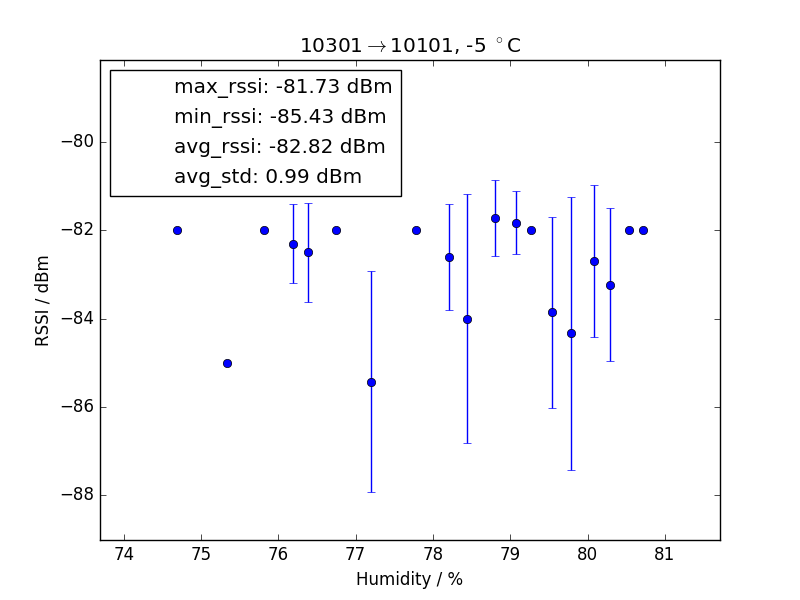 10301→10101, -5 °C
max_rssi: -81.73 dBm
min_rssi: -85.43 dBm
avg_rssi: -82.82 dBm
avg_std: 0.99 dBm
RSSI / dBm
−80
−82
−84
−86
−88
74 75 76 77 78 79 80 81
Humidity / %